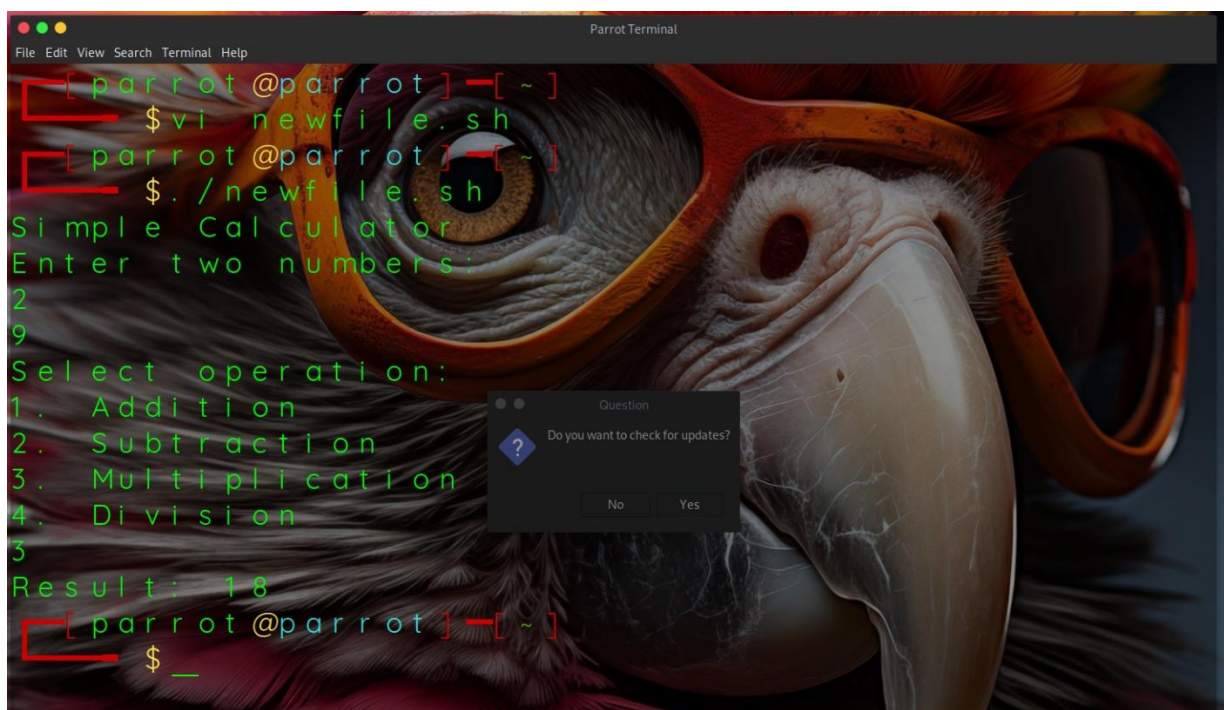 Parrot Terminal
File Edit View Search Terminal Help
[parrot@parrot]-[~]
$vi newfile.sh
[parrot@parrot]-[~]
$./newfile.sh
Simple Calculator
Enter two numbers:
2
9
Select operation:
1. Addition
2. Subtraction
3. Multiplication
4. Division
3
Result: 18
[parrot@parrot]-[~]
$_
Question
?
Do you want to check for updates?
No Yes